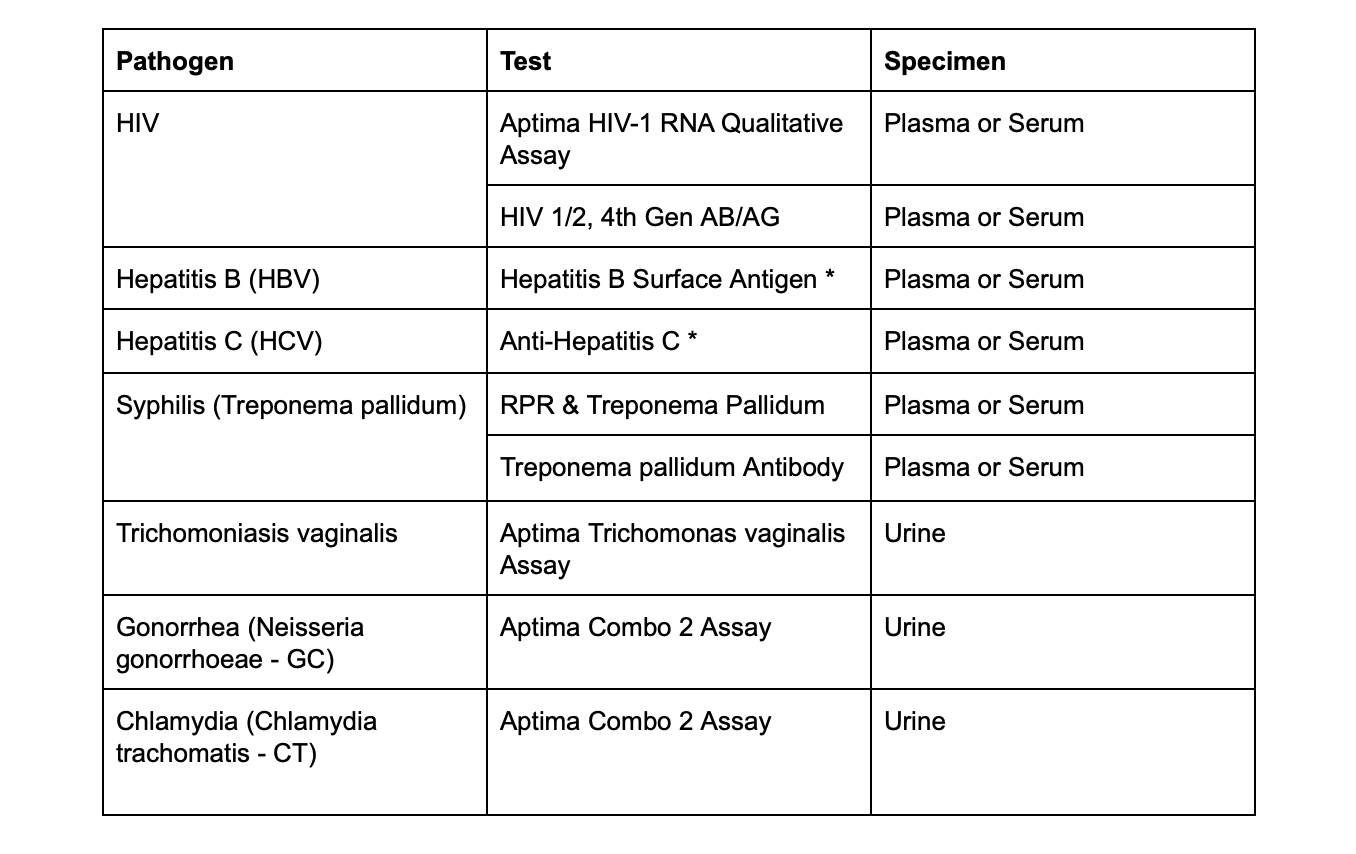 Pathogen Test Specimen
HIV Aptima HIV-1 RNA Qualitative Plasma or Serum
Assay
HIV 1/2, 4th Gen AB/AG Plasma or Serum
Hepatitis B (HBV) Hepatitis B Surface Antigen * Plasma or Serum
Hepatitis C (HCV) Anti-Hepatitis C * Plasma or Serum
Syphilis (Treponema pallidum) RPR & Treponema Pallidum Plasma or Serum
Treponema pallidum Antibody Plasma or Serum
Trichomoniasis vaginalis Aptima Trichomonas vaginalis Urine
Assay
Gonorrhea (Neisseria Aptima Combo 2 Assay Urine
gonorrhoeae - GC)
Chlamydia (Chlamydia Aptima Combo 2 Assay Urine
trachomatis - CT)